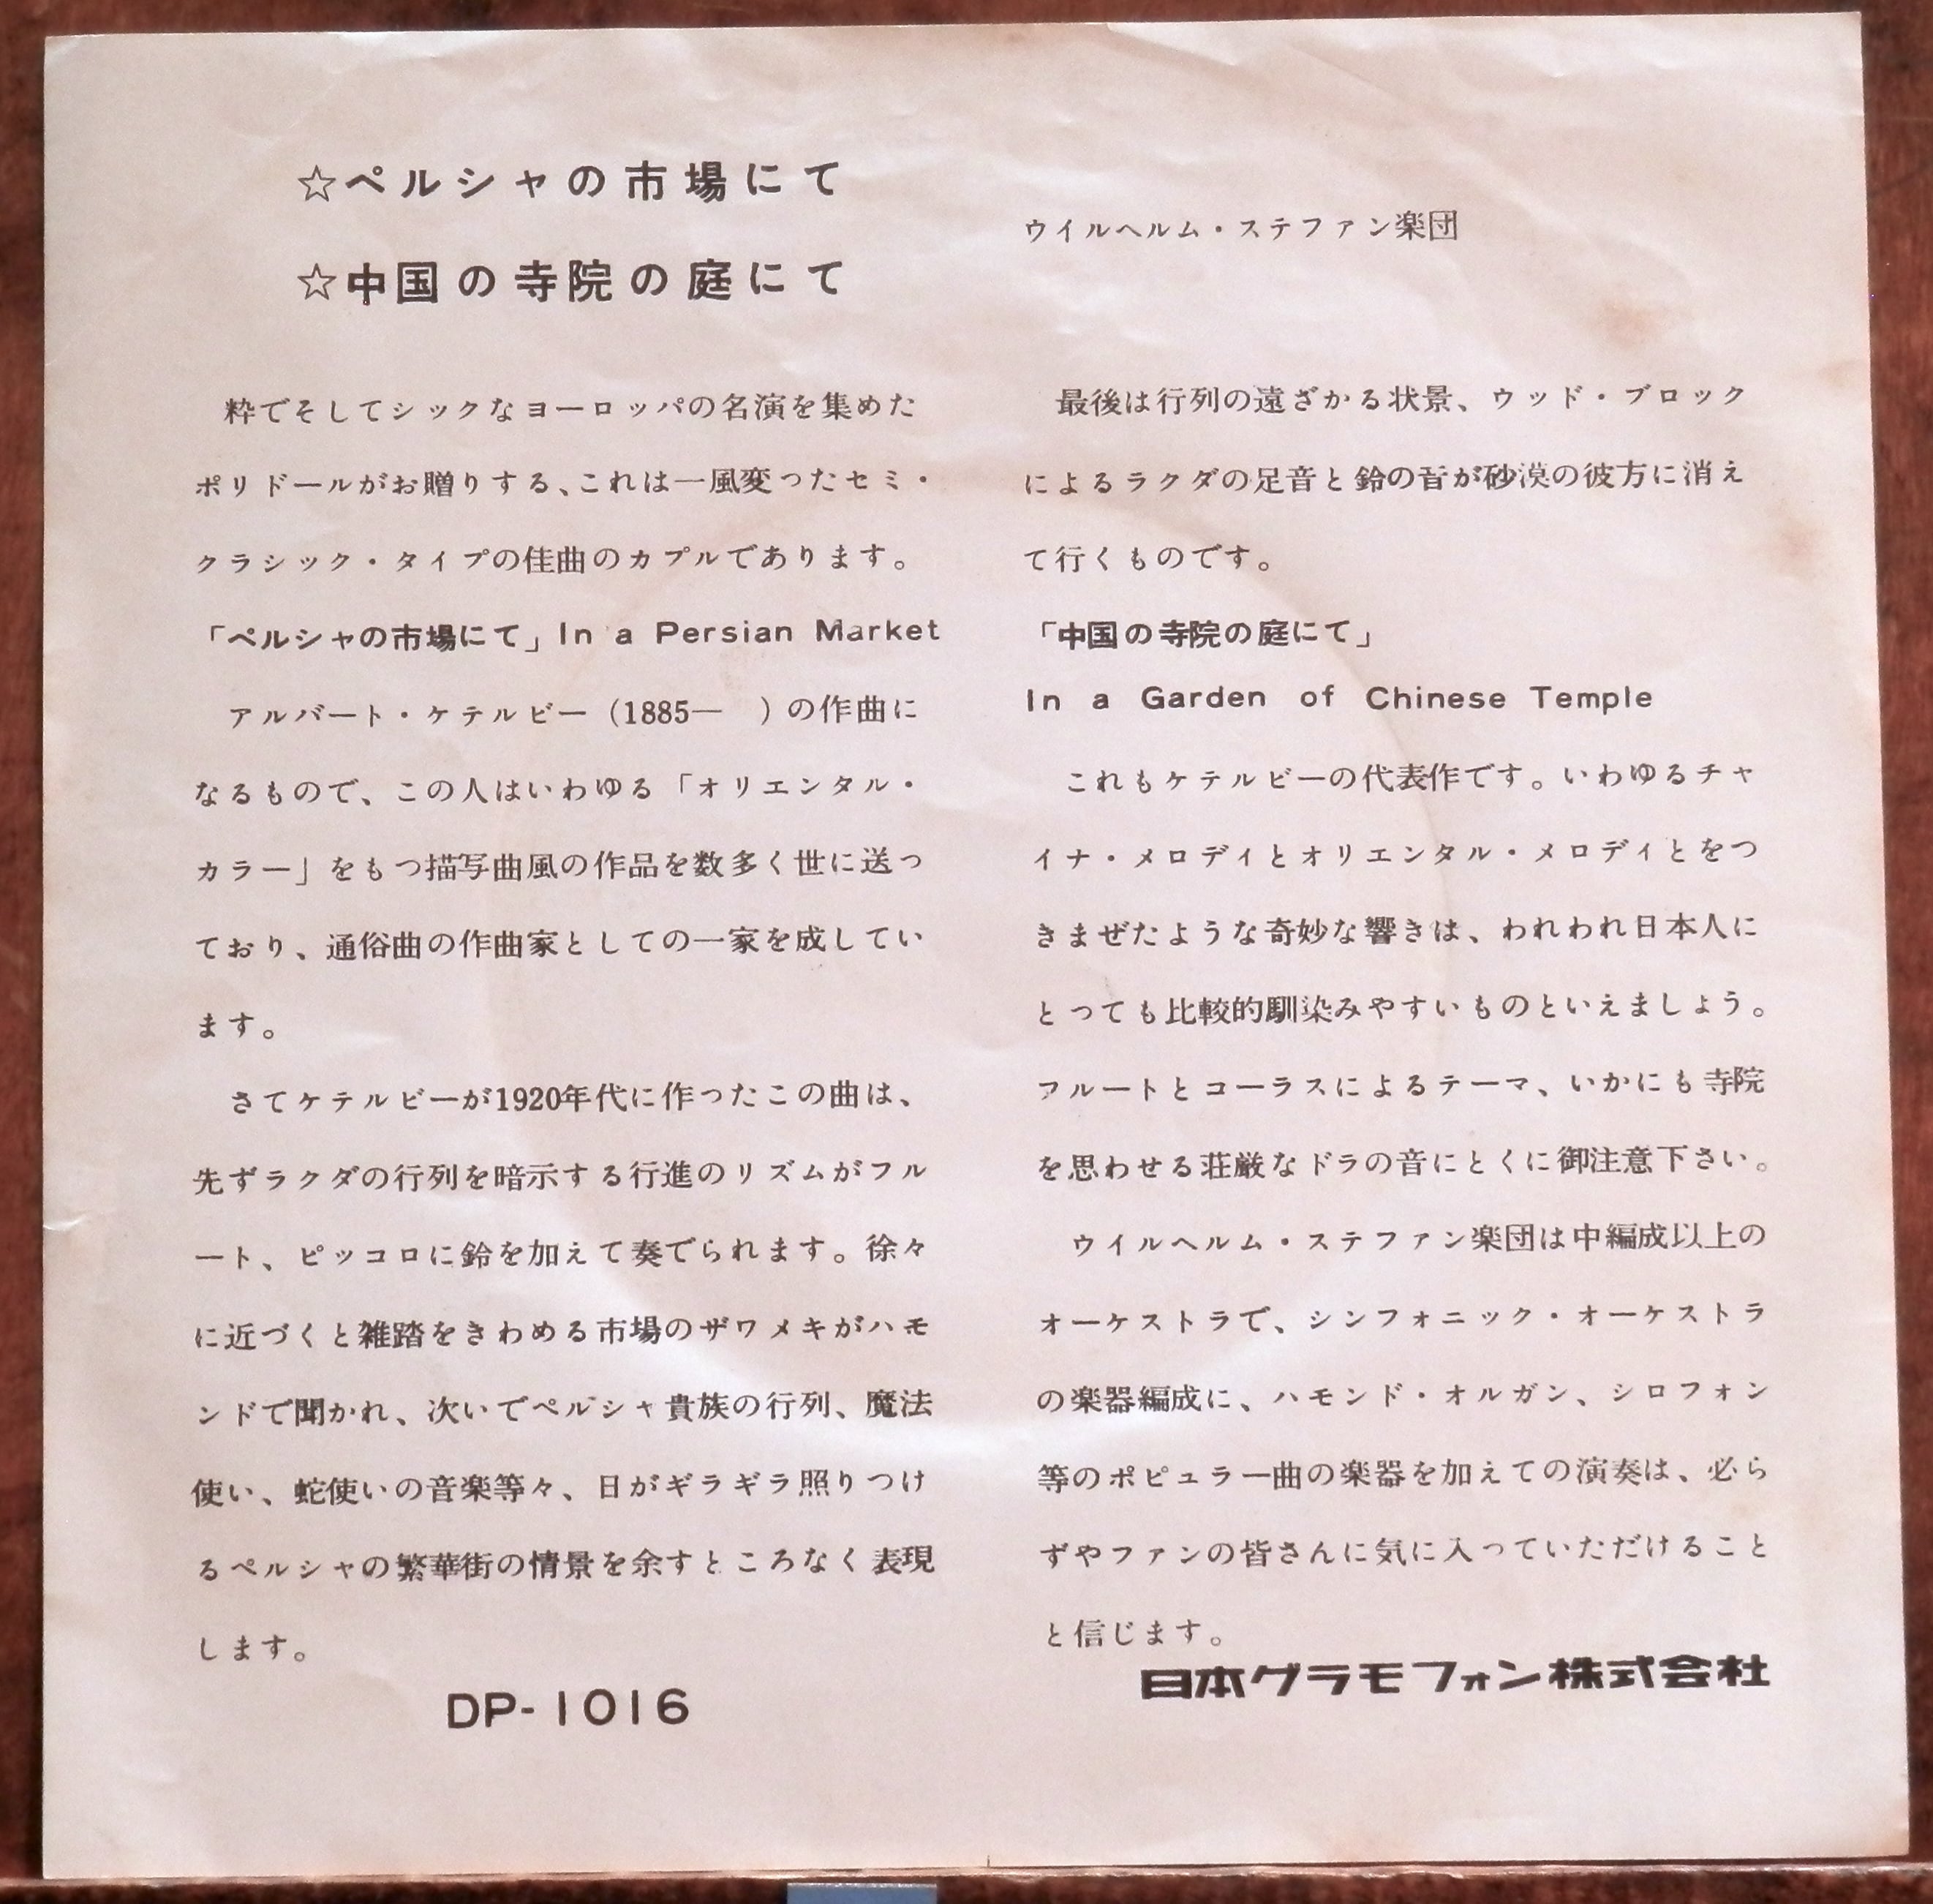 ☆ペルシャの市場にて
☆中国の寺院の庭にて
ウイルヘルム・ステファン楽団
粋でそしてシックなヨーロッパの名演を集めた
ポリドールがお贈りする、これは一風変ったセミ・
クラシック・タイプの佳曲のカプルであります。
「ペルシャの市場にて」In a Persian Market
アルバート・ケテルビー (1885― ) の作曲に
なるもので、この人はいわゆる「オリエンタル・
カラー」をもつ描写曲風の作品を数多く世に送っ
ており、通俗曲の作曲家としての一家を成してい
ます。
さてケテルビーが1920年代に作ったこの曲は、
先ずラクダの行列を暗示する行進のリズムがフル
ート、ピッコロに鈴を加えて奏でられます。徐々
に近づくと雑踏をきわめる市場のザワメキがハモ
ンドで聞かれ、次いでペルシャ貴族の行列、魔法
使い、蛇使いの音楽等々、日がギラギラ照りつけ
るペルシャの繁華街の情景を余すところなく表現
します。
DP-1016
最後は行列の遠ざかる状景、ウッド・ブロック
によるラクダの足音と鈴の音が砂漠の彼方に消え
て行くものです。
「中国の寺院の庭にて」
In a Garden of Chinese Temple
これもケテルビーの代表作です。いわゆるチャ
イナ・メロディとオリエンタル・メロディとをつ
きまぜたような奇妙な響きは、われわれ日本人に
とっても比較的馴染みやすいものといえましょう。
フルートとコーラスによるテーマ、いかにも寺院
を思わせる荘厳なドラの音にとくに御注意下さい。
ウイルヘルム・ステファン楽団は中編成以上の
オーケストラで、シンフォニック・オーケストラ
の楽器編成に、ハモンド・オルガン、シロフォン
等のポピュラー曲の楽器を加えての演奏は、必ら
ずやファンの皆さんに気に入っていただけること
と信じます。
日本グラモフォン株式会社